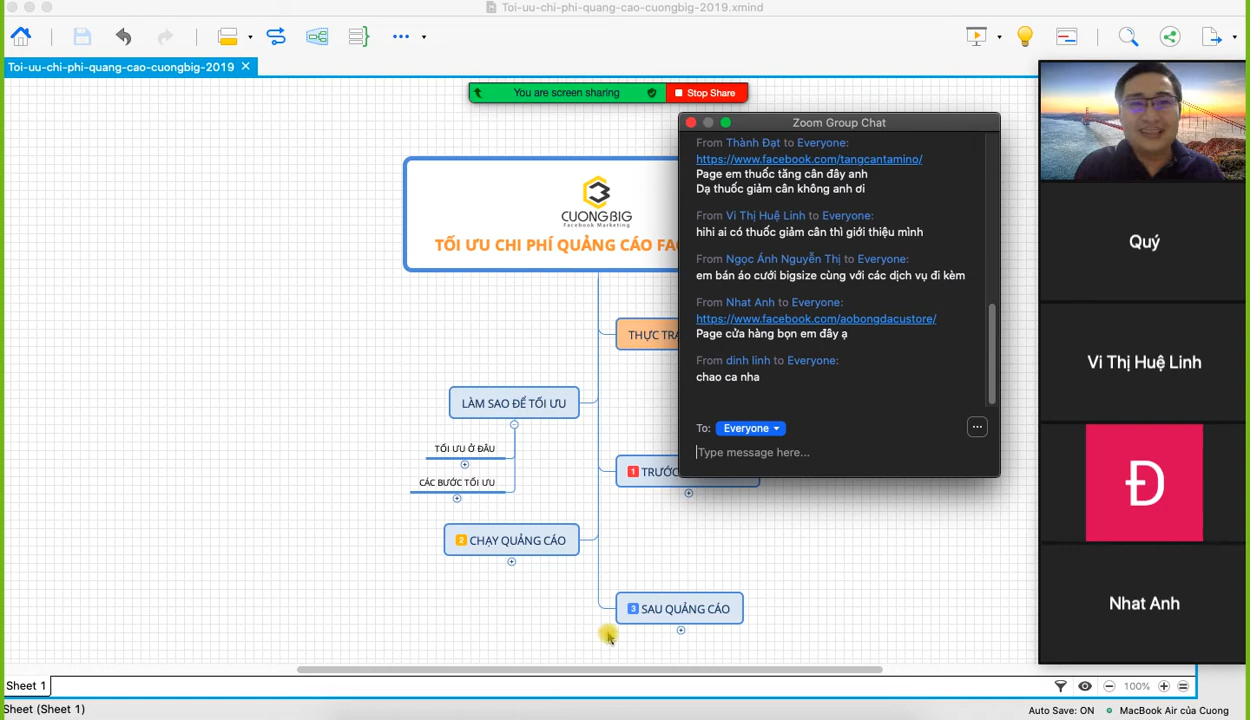 Toi-uu-chi-phi-quang-cao-cuongbig-2019.xmind
Toi-uu-chi-phi-quang-cao-cuongbig-2019
You are screen sharing
Stop Share
CUONGBIG
Facebook Marketing
TỐI ƯU CHI PHÍ QUẢNG CÁO
LÀM SAO ĐỂ TỐI ƯU
TỐI ƯU Ở ĐÂU
CÁC BƯỚC TỐI ƯU
THỰC
1 TRƯỚC
2 CHẠY QUẢNG CÁO
3 SAU QUẢNG CÁO
Zoom Group Chat
From Thành Đạt to Everyone:
https://www.facebook.com/tangcantamino/
Page em thuốc tăng cân đây anh
Dạ thuốc giảm cân không anh ơi
From Vi Thị Huệ Linh to Everyone:
hihi ai có thuốc giảm cân thì giới thiệu mình
From Ngọc Ánh Nguyễn Thị to Everyone:
em bán áo cưới bigsize cùng với các dịch vụ đi kèm
From Nhat Anh to Everyone:
https://www.facebook.com/aobongdacustore/
Page cửa hàng bọn em đây ạ
From dinh linh to Everyone:
chao ca nha
To: Everyone
Type message here...
Quý
Vi Thị Huệ Linh
Đ
Nhat Anh
Sheet 1
100%
Sheet (Sheet 1)
Auto Save: ON
MacBook Air của Cuong